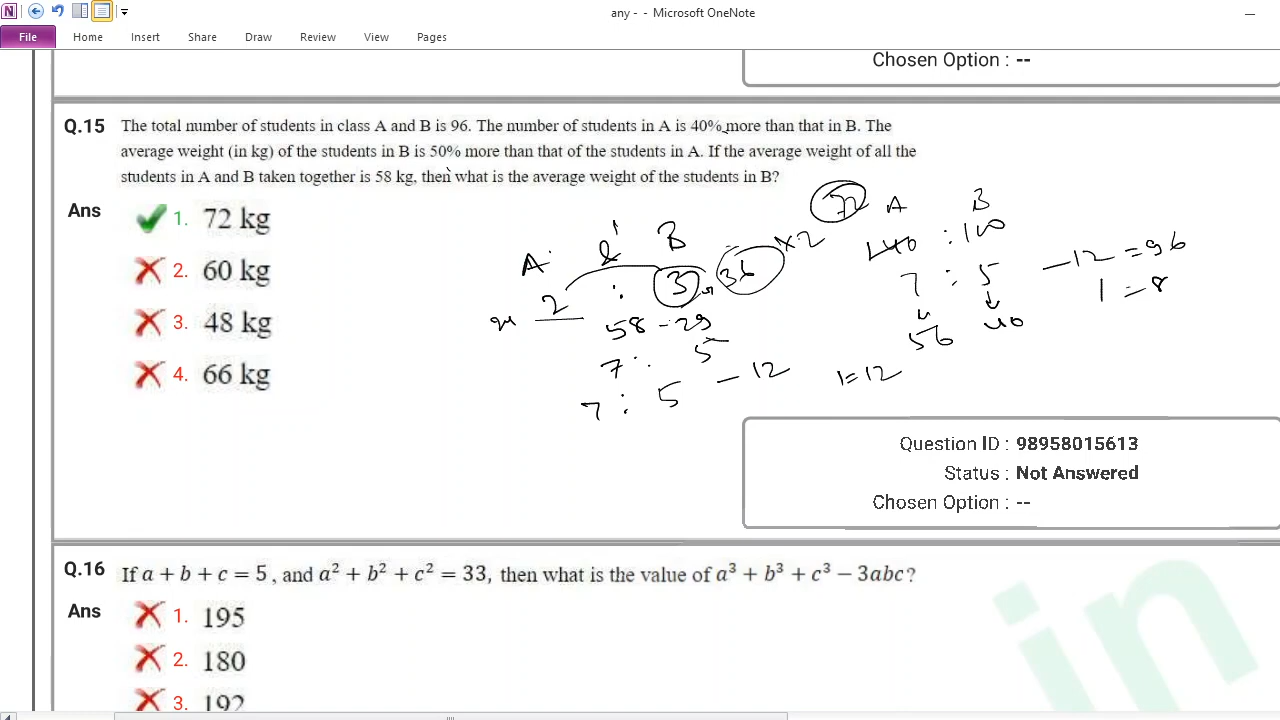 any - - Microsoft OneNote
File Home Insert Share Draw Review View Pages
Chosen Option : --
Q.15 The total number of students in class A and B is 96. The number of students in A is 40% more than that in B. The
average weight (in kg) of the students in B is 50% more than that of the students in A. If the average weight of all the
students in A and B taken together is 58 kg, then what is the average weight of the students in B?
Ans
1. 72 kg
2. 60 kg
3. 48 kg
4. 66 kg
A & B
2 : 3 36 ×2 72
58 - 29
7 : 5
7 : 5 - 12 1=12
A B
140 : 100
7 : 5 - 12 = 96
1 = 8
56 40
Question ID : 98958015613
Status : Not Answered
Chosen Option : --
Q.16 If a + b + c = 5 , and a² + b² + c² = 33, then what is the value of a³ + b³ + c³ − 3abc?
Ans
1. 195
2. 180
3. 192
in